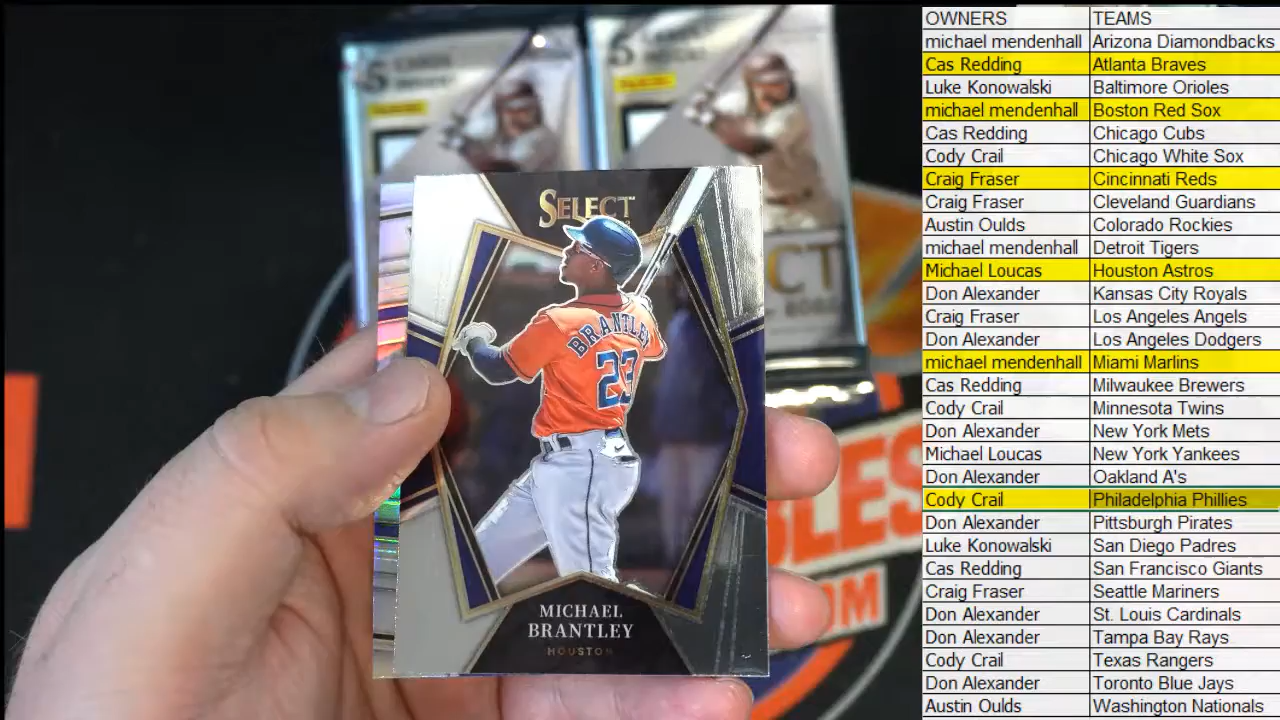 SELECT
BRANTLEY
23
MICHAEL
BRANTLEY
HOUSTON
OWNERS TEAMS
michael mendenhall Arizona Diamondbacks
Cas Redding Atlanta Braves
Luke Konowalski Baltimore Orioles
michael mendenhall Boston Red Sox
Cas Redding Chicago Cubs
Cody Crail Chicago White Sox
Craig Fraser Cincinnati Reds
Craig Fraser Cleveland Guardians
Austin Oulds Colorado Rockies
michael mendenhall Detroit Tigers
Michael Loucas Houston Astros
Don Alexander Kansas City Royals
Craig Fraser Los Angeles Angels
Don Alexander Los Angeles Dodgers
michael mendenhall Miami Marlins
Cas Redding Milwaukee Brewers
Cody Crail Minnesota Twins
Don Alexander New York Mets
Michael Loucas New York Yankees
Don Alexander Oakland A's
Cody Crail Philadelphia Phillies
Don Alexander Pittsburgh Pirates
Luke Konowalski San Diego Padres
Cas Redding San Francisco Giants
Craig Fraser Seattle Mariners
Don Alexander St. Louis Cardinals
Don Alexander Tampa Bay Rays
Cody Crail Texas Rangers
Don Alexander Toronto Blue Jays
Austin Oulds Washington Nationals